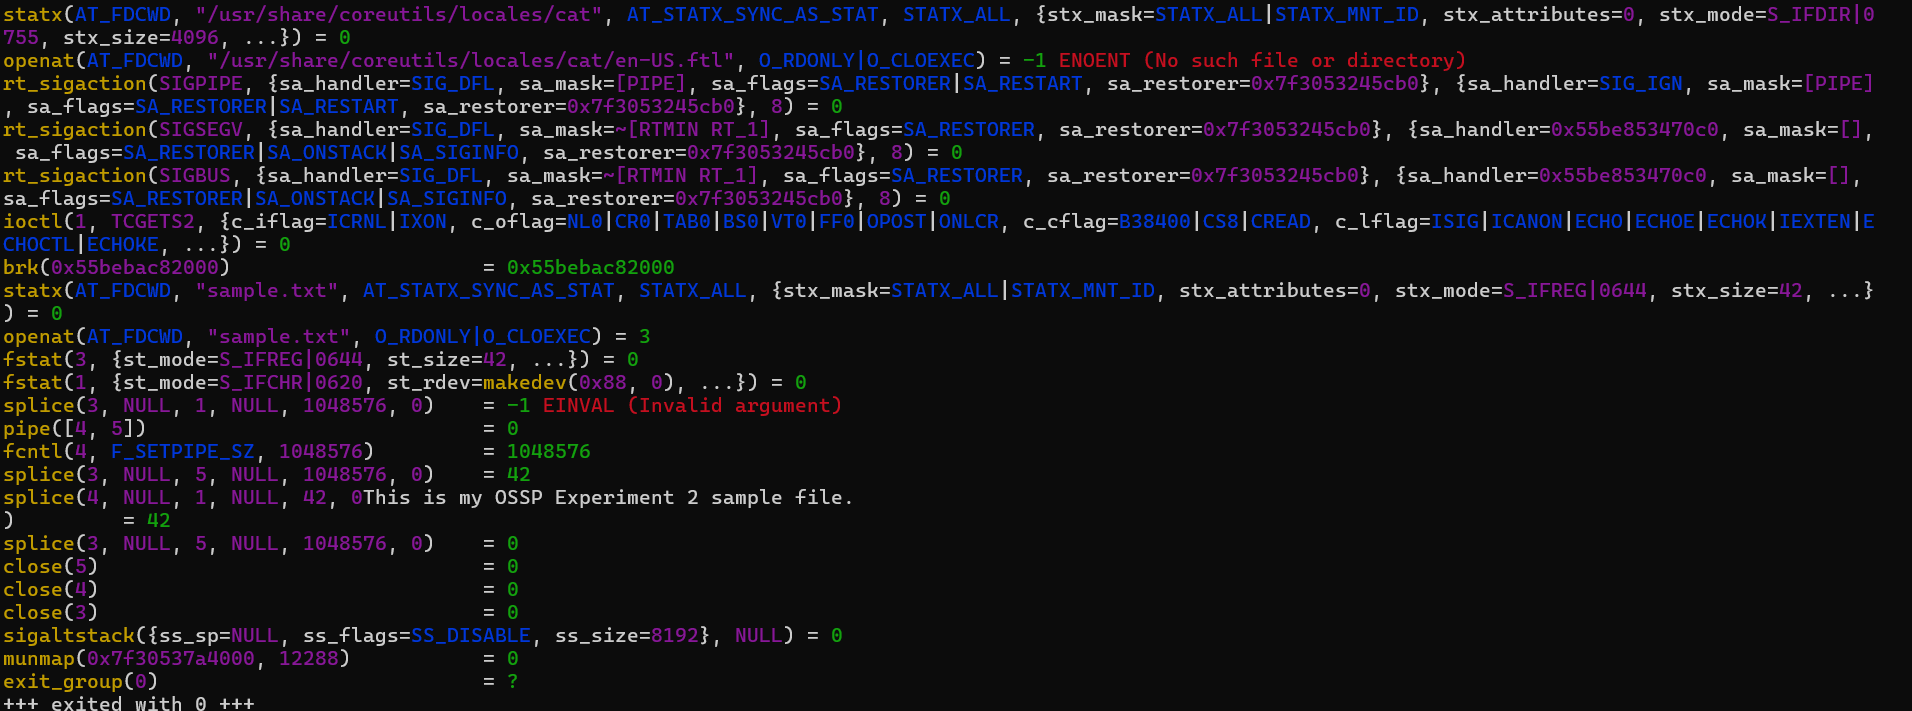 statx(AT_FDCWD, "/usr/share/coreutils/locales/cat", AT_STATX_SYNC_AS_STAT, STATX_ALL, {stx_mask=STATX_ALL|STATX_MNT_ID, stx_attributes=0, stx_mode=S_IFDIR|0
755, stx_size=4096, ...}) = 0
openat(AT_FDCWD, "/usr/share/coreutils/locales/cat/en-US.ftl", O_RDONLY|O_CLOEXEC) = -1 ENOENT (No such file or directory)
rt_sigaction(SIGPIPE, {sa_handler=SIG_DFL, sa_mask=[PIPE], sa_flags=SA_RESTORER|SA_RESTART, sa_restorer=0x7f3053245cb0}, {sa_handler=SIG_IGN, sa_mask=[PIPE]
, sa_flags=SA_RESTORER|SA_RESTART, sa_restorer=0x7f3053245cb0}, 8) = 0
rt_sigaction(SIGSEGV, {sa_handler=SIG_DFL, sa_mask=~[RTMIN RT_1], sa_flags=SA_RESTORER, sa_restorer=0x7f3053245cb0}, {sa_handler=0x55be853470c0, sa_mask=[],
 sa_flags=SA_RESTORER|SA_ONSTACK|SA_SIGINFO, sa_restorer=0x7f3053245cb0}, 8) = 0
rt_sigaction(SIGBUS, {sa_handler=SIG_DFL, sa_mask=~[RTMIN RT_1], sa_flags=SA_RESTORER, sa_restorer=0x7f3053245cb0}, {sa_handler=0x55be853470c0, sa_mask=[],
sa_flags=SA_RESTORER|SA_ONSTACK|SA_SIGINFO, sa_restorer=0x7f3053245cb0}, 8) = 0
ioctl(1, TCGETS2, {c_iflag=ICRNL|IXON, c_oflag=NL0|CR0|TAB0|BS0|VT0|FF0|OPOST|ONLCR, c_cflag=B38400|CS8|CREAD, c_lflag=ISIG|ICANON|ECHO|ECHOE|ECHOK|IEXTEN|E
CHOCTL|ECHOKE, ...}) = 0
brk(0x55bebac82000)                     = 0x55bebac82000
statx(AT_FDCWD, "sample.txt", AT_STATX_SYNC_AS_STAT, STATX_ALL, {stx_mask=STATX_ALL|STATX_MNT_ID, stx_attributes=0, stx_mode=S_IFREG|0644, stx_size=42, ...}
) = 0
openat(AT_FDCWD, "sample.txt", O_RDONLY|O_CLOEXEC) = 3
fstat(3, {st_mode=S_IFREG|0644, st_size=42, ...}) = 0
fstat(1, {st_mode=S_IFCHR|0620, st_rdev=makedev(0x88, 0), ...}) = 0
splice(3, NULL, 1, NULL, 1048576, 0)    = -1 EINVAL (Invalid argument)
pipe([4, 5])                            = 0
fcntl(4, F_SETPIPE_SZ, 1048576)         = 1048576
splice(3, NULL, 5, NULL, 1048576, 0)    = 42
splice(4, NULL, 1, NULL, 42, 0This is my OSSP Experiment 2 sample file.
)         = 42
splice(3, NULL, 5, NULL, 1048576, 0)    = 0
close(5)                                = 0
close(4)                                = 0
close(3)                                = 0
sigaltstack({ss_sp=NULL, ss_flags=SS_DISABLE, ss_size=8192}, NULL) = 0
munmap(0x7f30537a4000, 12288)           = 0
exit_group(0)                           = ?
+++ exited with 0 +++